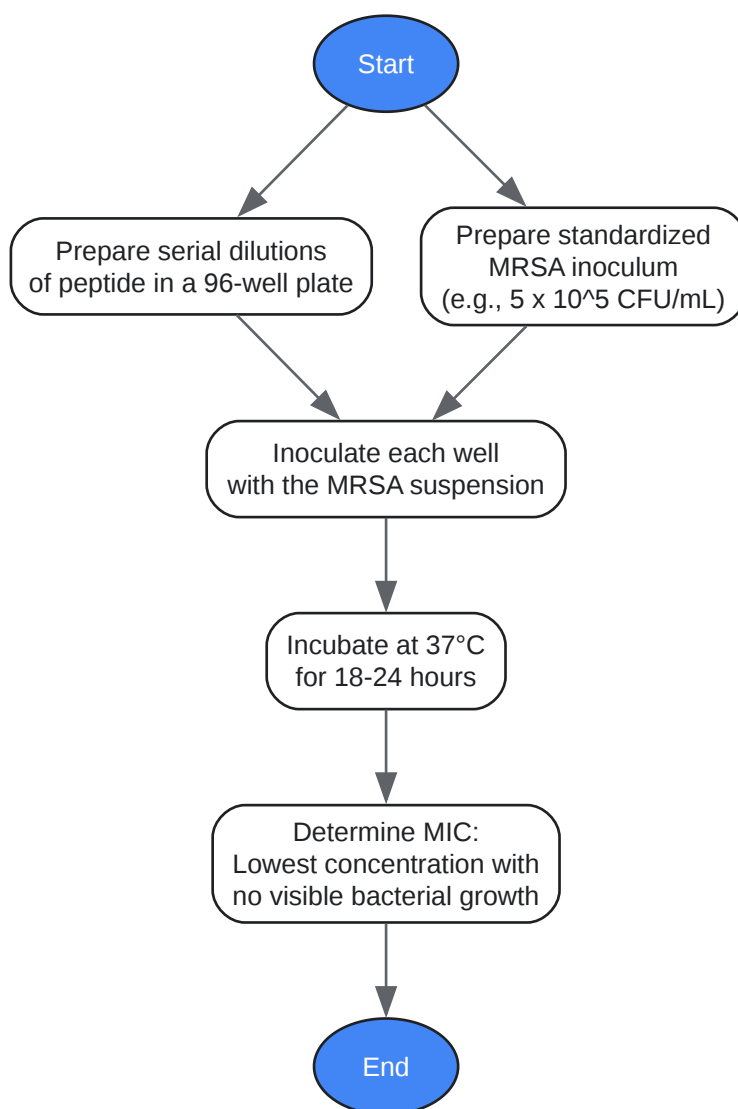 Start
Prepare serial dilutions
of peptide in a 96-well plate
Prepare standardized
MRSA inoculum
(e.g., 5 x 10^5 CFU/mL)
Inoculate each well
with the MRSA suspension
Incubate at 37°C
for 18-24 hours
Determine MIC:
Lowest concentration with
no visible bacterial growth
End